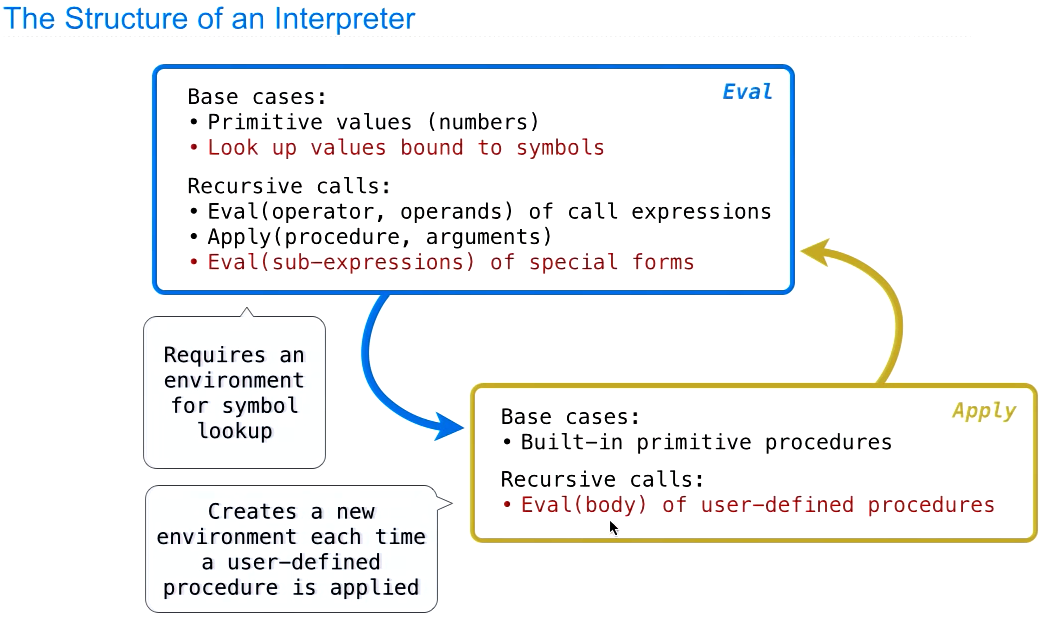 The Structure of an Interpreter
Eval
Base cases:
• Primitive values (numbers)
• Look up values bound to symbols
Recursive calls:
• Eval(operator, operands) of call expressions
• Apply(procedure, arguments)
• Eval(sub-expressions) of special forms
Requires an
environment
for symbol
lookup
Apply
Base cases:
• Built-in primitive procedures
Recursive calls:
• Eval(body) of user-defined procedures
Creates a new
environment each time
a user-defined
procedure is applied